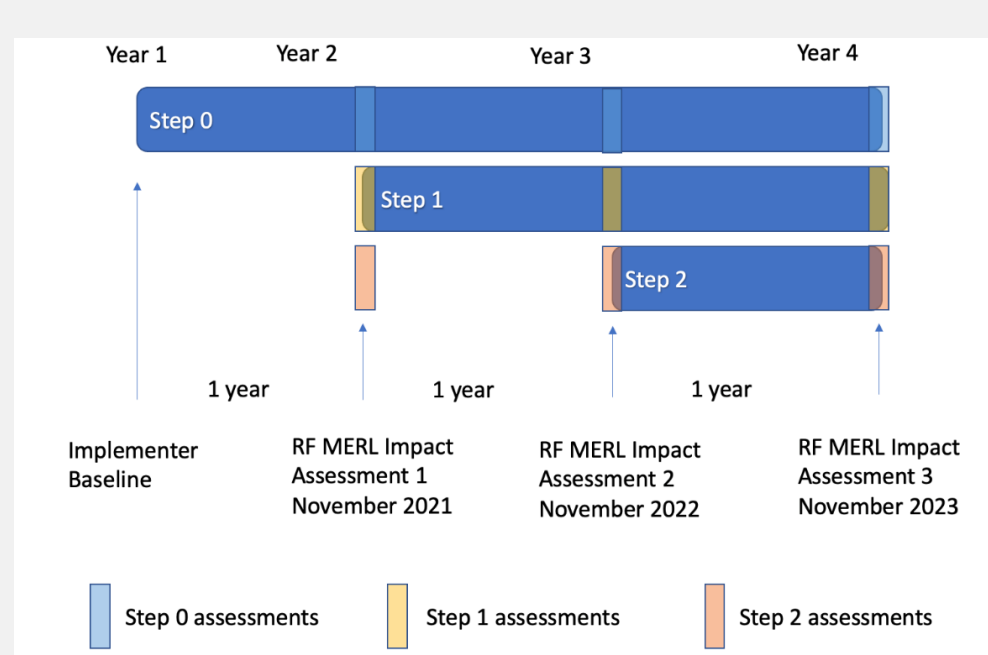 Year 1
Year 2
Year 3
Year 4
Step 0
Step 1
Step 2
1 year
1 year
1 year
Implementer
Baseline
RF MERL Impact
Assessment 1
November 2021
RF MERL Impact
Assessment 2
November 2022
RF MERL Impact
Assessment 3
November 2023
Step 0 assessments
Step 1 assessments
Step 2 assessments